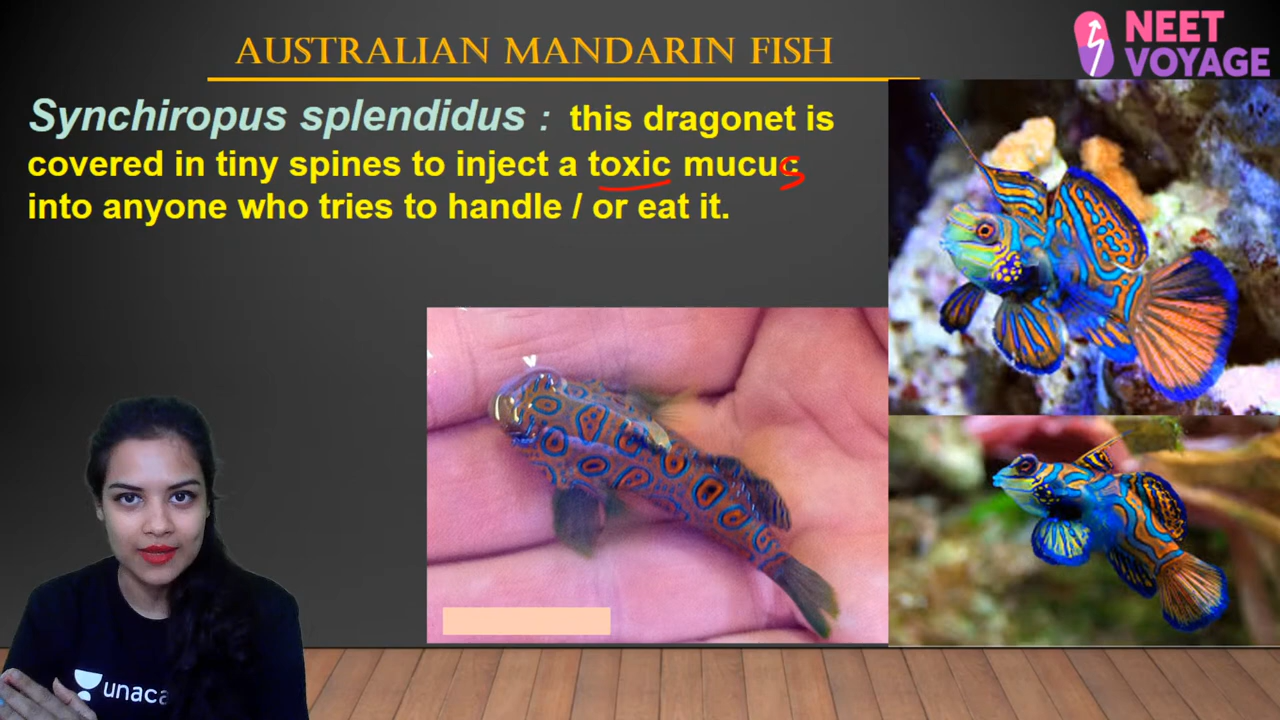 AUSTRALIAN MANDARIN FISH
NEET
VOYAGE
Synchiropus splendidus : this dragonet is
covered in tiny spines to inject a toxic mucus
into anyone who tries to handle / or eat it.
unaca